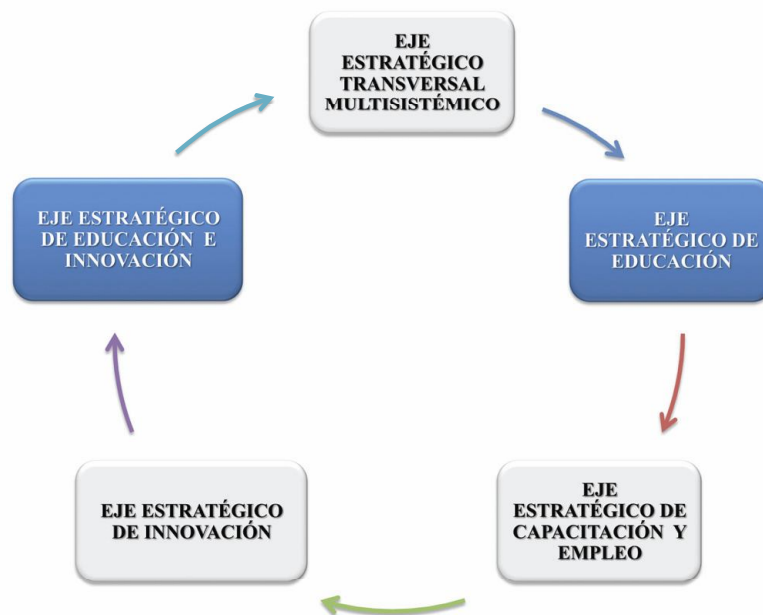 EJE
ESTRATÉGICO
TRANSVERSAL
MULTISISTÉMICO
EJE
ESTRATÉGICO DE
EDUCACIÓN
EJE
ESTRATÉGICO DE
CAPACITACIÓN Y
EMPLEO
EJE ESTRATÉGICO
DE INNOVACIÓN
EJE ESTRATÉGICO
DE EDUCACIÓN E
INNOVACIÓN